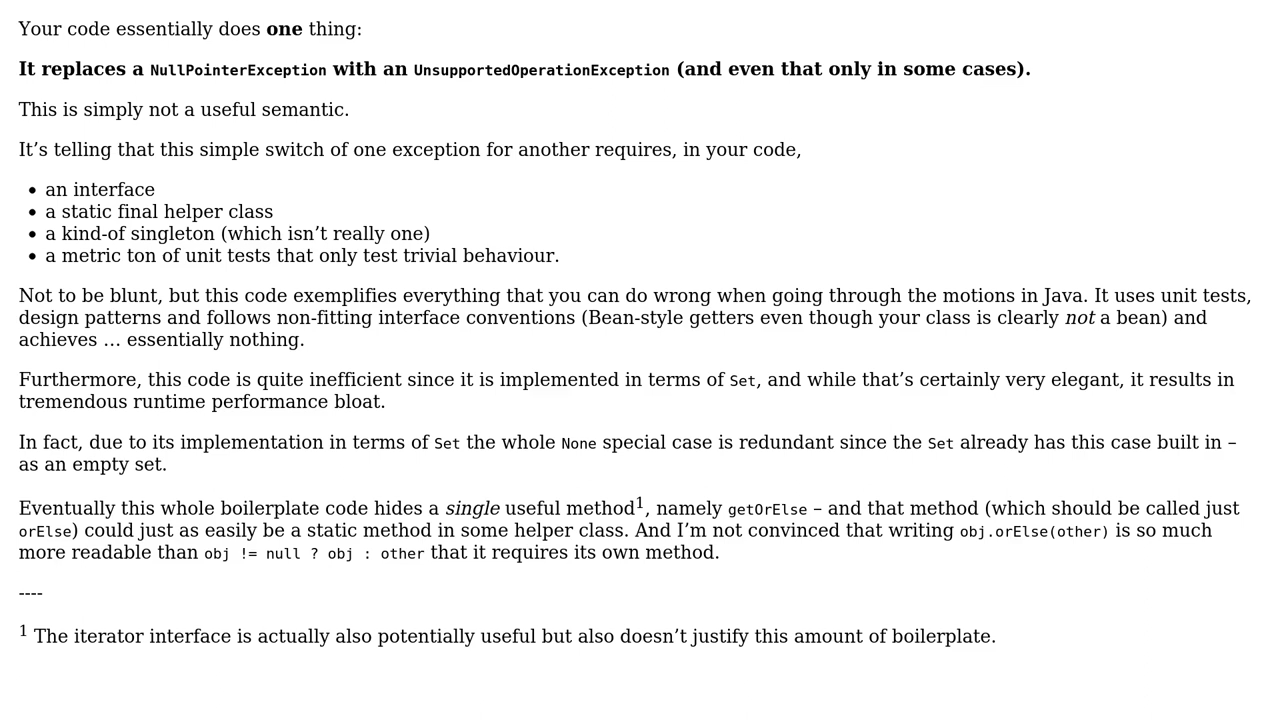 Your code essentially does one thing:
It replaces a NullPointerException with an UnsupportedOperationException (and even that only in some cases).
This is simply not a useful semantic.
It’s telling that this simple switch of one exception for another requires, in your code,
• an interface
• a static final helper class
• a kind-of singleton (which isn’t really one)
• a metric ton of unit tests that only test trivial behaviour.
Not to be blunt, but this code exemplifies everything that you can do wrong when going through the motions in Java. It uses unit tests,
design patterns and follows non-fitting interface conventions (Bean-style getters even though your class is clearly not a bean) and
achieves … essentially nothing.
Furthermore, this code is quite inefficient since it is implemented in terms of Set, and while that’s certainly very elegant, it results in
tremendous runtime performance bloat.
In fact, due to its implementation in terms of Set the whole None special case is redundant since the Set already has this case built in –
as an empty set.
Eventually this whole boilerplate code hides a single useful method1, namely getOrElse – and that method (which should be called just
orElse) could just as easily be a static method in some helper class. And I’m not convinced that writing obj.orElse(other) is so much
more readable than obj != null ? obj : other that it requires its own method.
----
1 The iterator interface is actually also potentially useful but also doesn’t justify this amount of boilerplate.